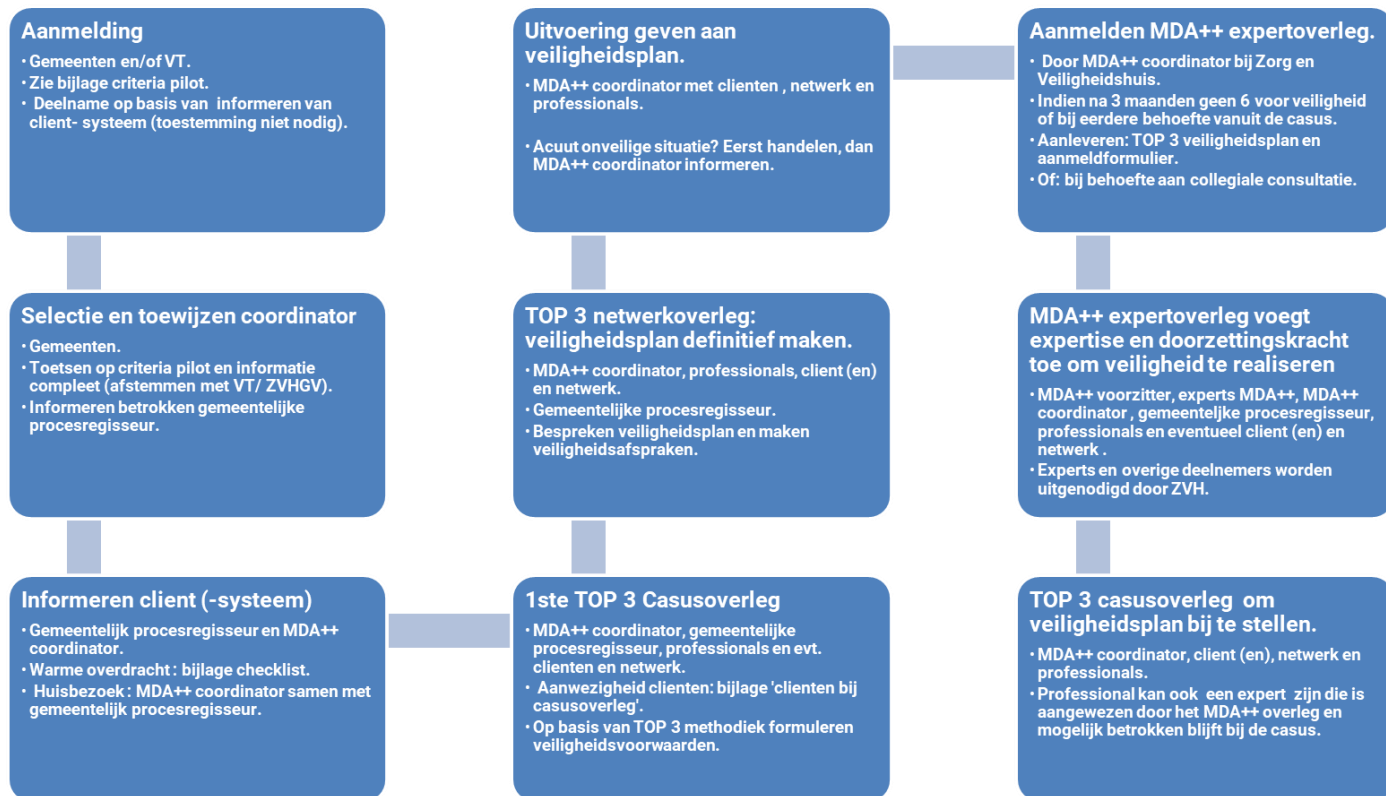 Aanmelding
· Gemeenten en/of VT.
· Zie bijlage criteria pilot.
· Deelname op basis van informeren van
client- systeem (toestemming niet nodig).
Selectie en toewijzen coordinator
· Gemeenten.
· Toetsen op criteria pilot en informatie
compleet (afstemmen met VT/ ZVHGV).
· Informeren betrokken gemeentelijke
procesregisseur.
Informeren client (-systeem)
· Gemeentelijk procesregisseur en MDA++
coordinator.
· Warme overdracht : bijlage checklist.
· Huisbezoek : MDA++ coordinator samen met
gemeentelijk procesregisseur.
1ste TOP 3 Casusoverleg
· MDA++ coordinator, gemeentelijke
procesregisseur, professionals en evt.
clienten en netwerk.
· Aanwezigheid clienten: bijlage 'clienten bij
casusoverleg'.
· Op basis van TOP 3 methodiek formuleren
veiligheidsvoorwaarden.
TOP 3 netwerkoverleg:
veiligheidsplan definitief maken.
· MDA++ coordinator, professionals, client (en)
en netwerk.
· Gemeentelijke procesregisseur.
· Bespreken veiligheidsplan en maken
veiligheidsafspraken.
Uitvoering geven aan
veiligheidsplan.
· MDA++ coordinator met clienten , netwerk en
professionals.
· Acuut onveilige situatie? Eerst handelen, dan
MDA++ coordinator informeren.
Aanmelden MDA++ expertoverleg.
· Door MDA++ coordinator bij Zorg en
Veiligheidshuis.
· Indien na 3 maanden geen 6 voor veiligheid
of bij eerdere behoefte vanuit de casus.
· Aanleveren: TOP 3 veiligheidsplan en
aanmeldformulier.
· Of: bij behoefte aan collegiale consultatie.
MDA++ expertoverleg voegt
expertise en doorzettingskracht
toe om veiligheid te realiseren
· MDA++ voorzitter, experts MDA++, MDA++
coordinator , gemeenteljke procesregisseur,
professionals en eventueel client (en) en
netwerk .
· Experts en overige deelnemers worden
uitgenodigd door ZVH.
TOP 3 casusoverleg om
veiligheidsplan bij te stellen.
· MDA++ coordinator, client (en), netwerk en
professionals.
· Professional kan ook een expert zijn die is
aangewezen door het MDA++ overleg en
mogelijk betrokken blijft bij de casus.